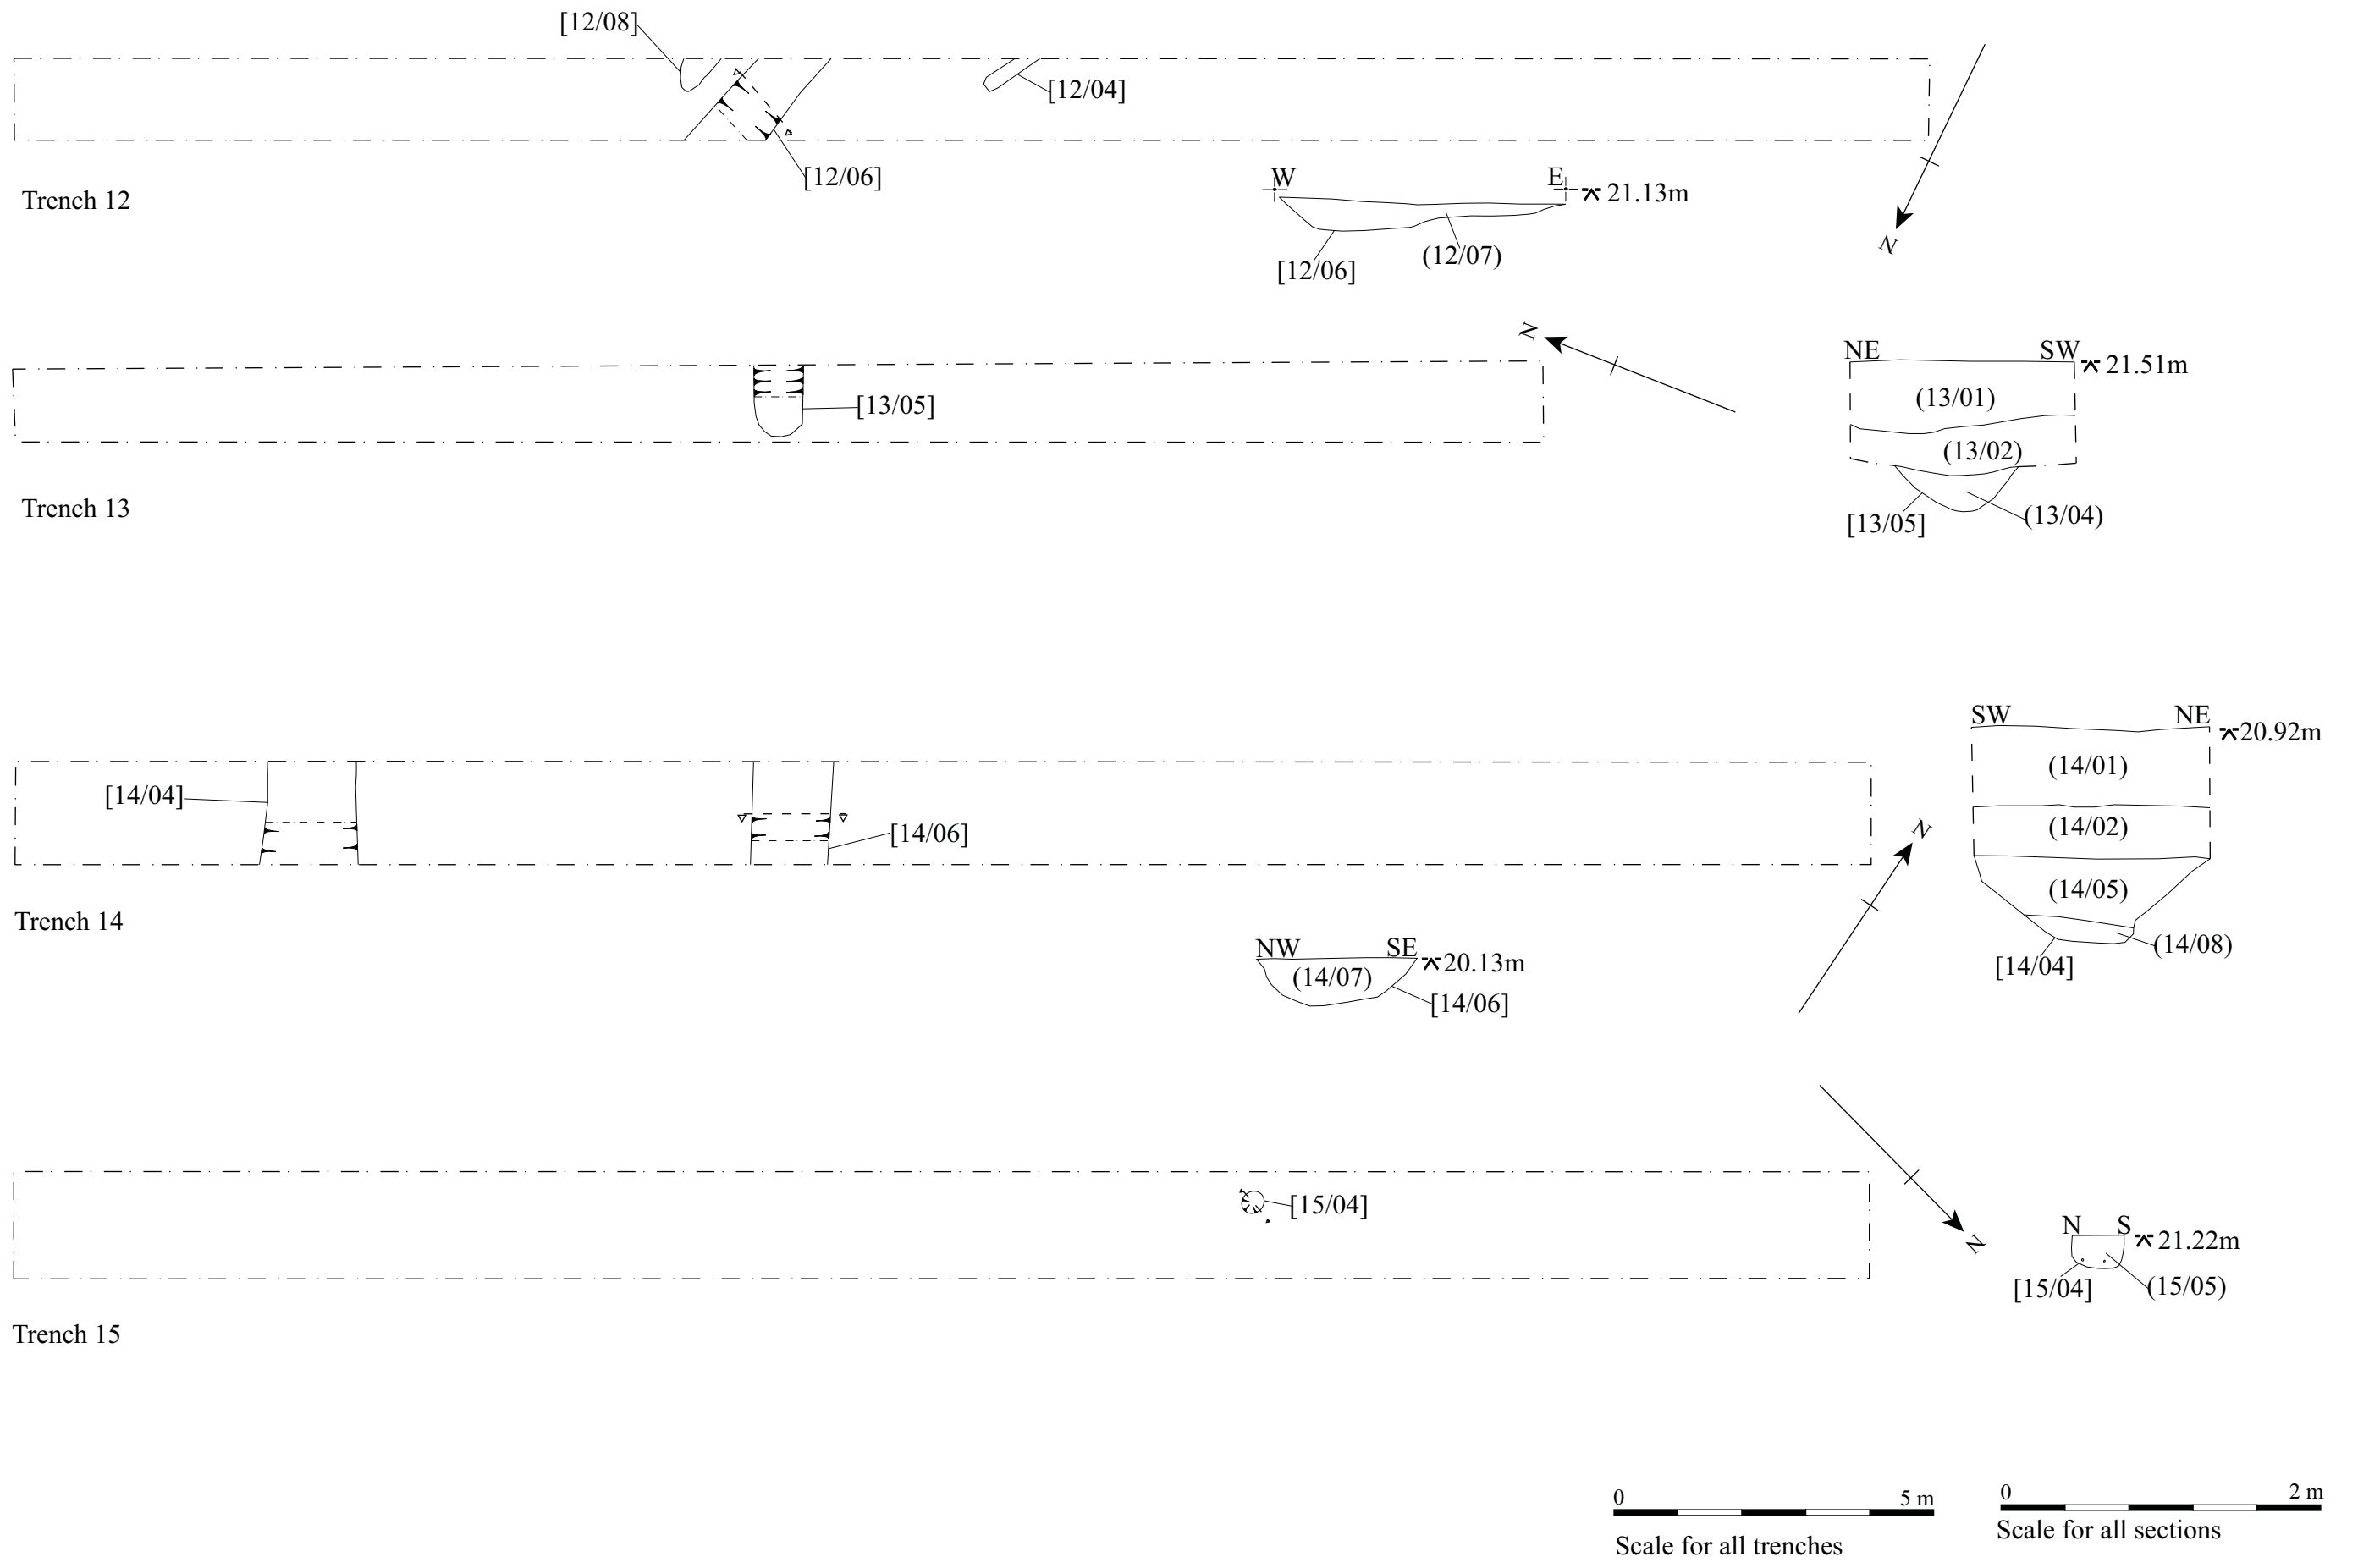 [12/08]
[12/04]
[12/06]
Trench 12
W
E
21.13m
(12/07)
[12/06]
N
N
[13/05]
Trench 13
NE
SW
21.51m
(13/01)
(13/02)
[13/05]
(13/04)
[14/04]
[14/06]
Trench 14
N
SW
NE
20.92m
(14/01)
(14/02)
(14/05)
(14/08)
[14/04]
NW
SE
20.13m
(14/07)
[14/06]
[15/04]
Trench 15
N
N
S
21.22m
[15/04]
(15/05)
0
5 m
Scale for all trenches
0
2 m
Scale for all sections